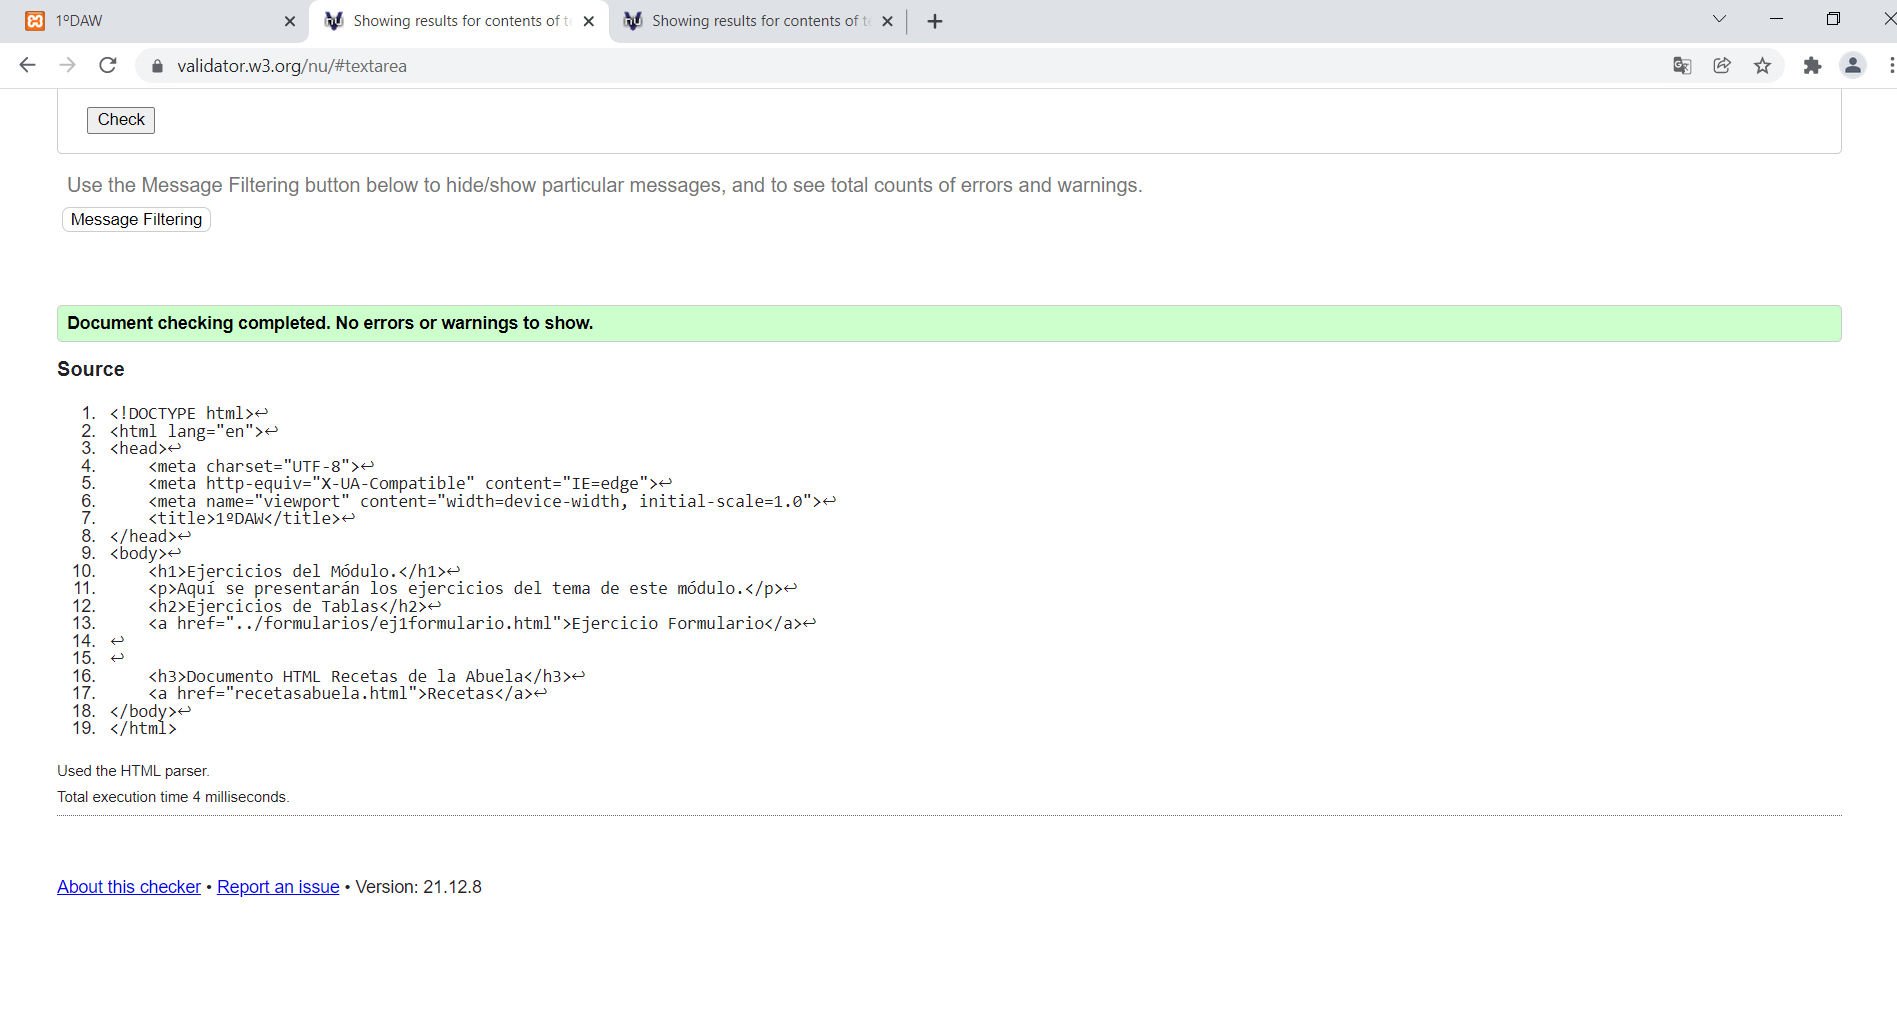 1ºDAW
Showing results for contents of t
Showing results for contents of te
validator.w3.org/nu/#textarea
Check
Use the Message Filtering button below to hide/show particular messages, and to see total counts of errors and warnings.
Message Filtering
Document checking completed. No errors or warnings to show.
Source
1. <!DOCTYPE html>↩
2. <html lang="en">↩
3. <head>↩
4.     <meta charset="UTF-8">↩
5.     <meta http-equiv="X-UA-Compatible" content="IE=edge">↩
6.     <meta name="viewport" content="width=device-width, initial-scale=1.0">↩
7.     <title>1ºDAW</title>↩
8. </head>↩
9. <body>↩
10.     <h1>Ejercicios del Módulo.</h1>↩
11.     <p>Aquí se presentarán los ejercicios del tema de este módulo.</p>↩
12.     <h2>Ejercicios de Tablas</h2>↩
13.     <a href="../formularios/ej1formulario.html">Ejercicio Formulario</a>↩
14. ↩
15. ↩
16.     <h3>Documento HTML Recetas de la Abuela</h3>↩
17.     <a href="recetasabuela.html">Recetas</a>↩
18. </body>↩
19. </html>
Used the HTML parser.
Total execution time 4 milliseconds.
About this checker • Report an issue • Version: 21.12.8